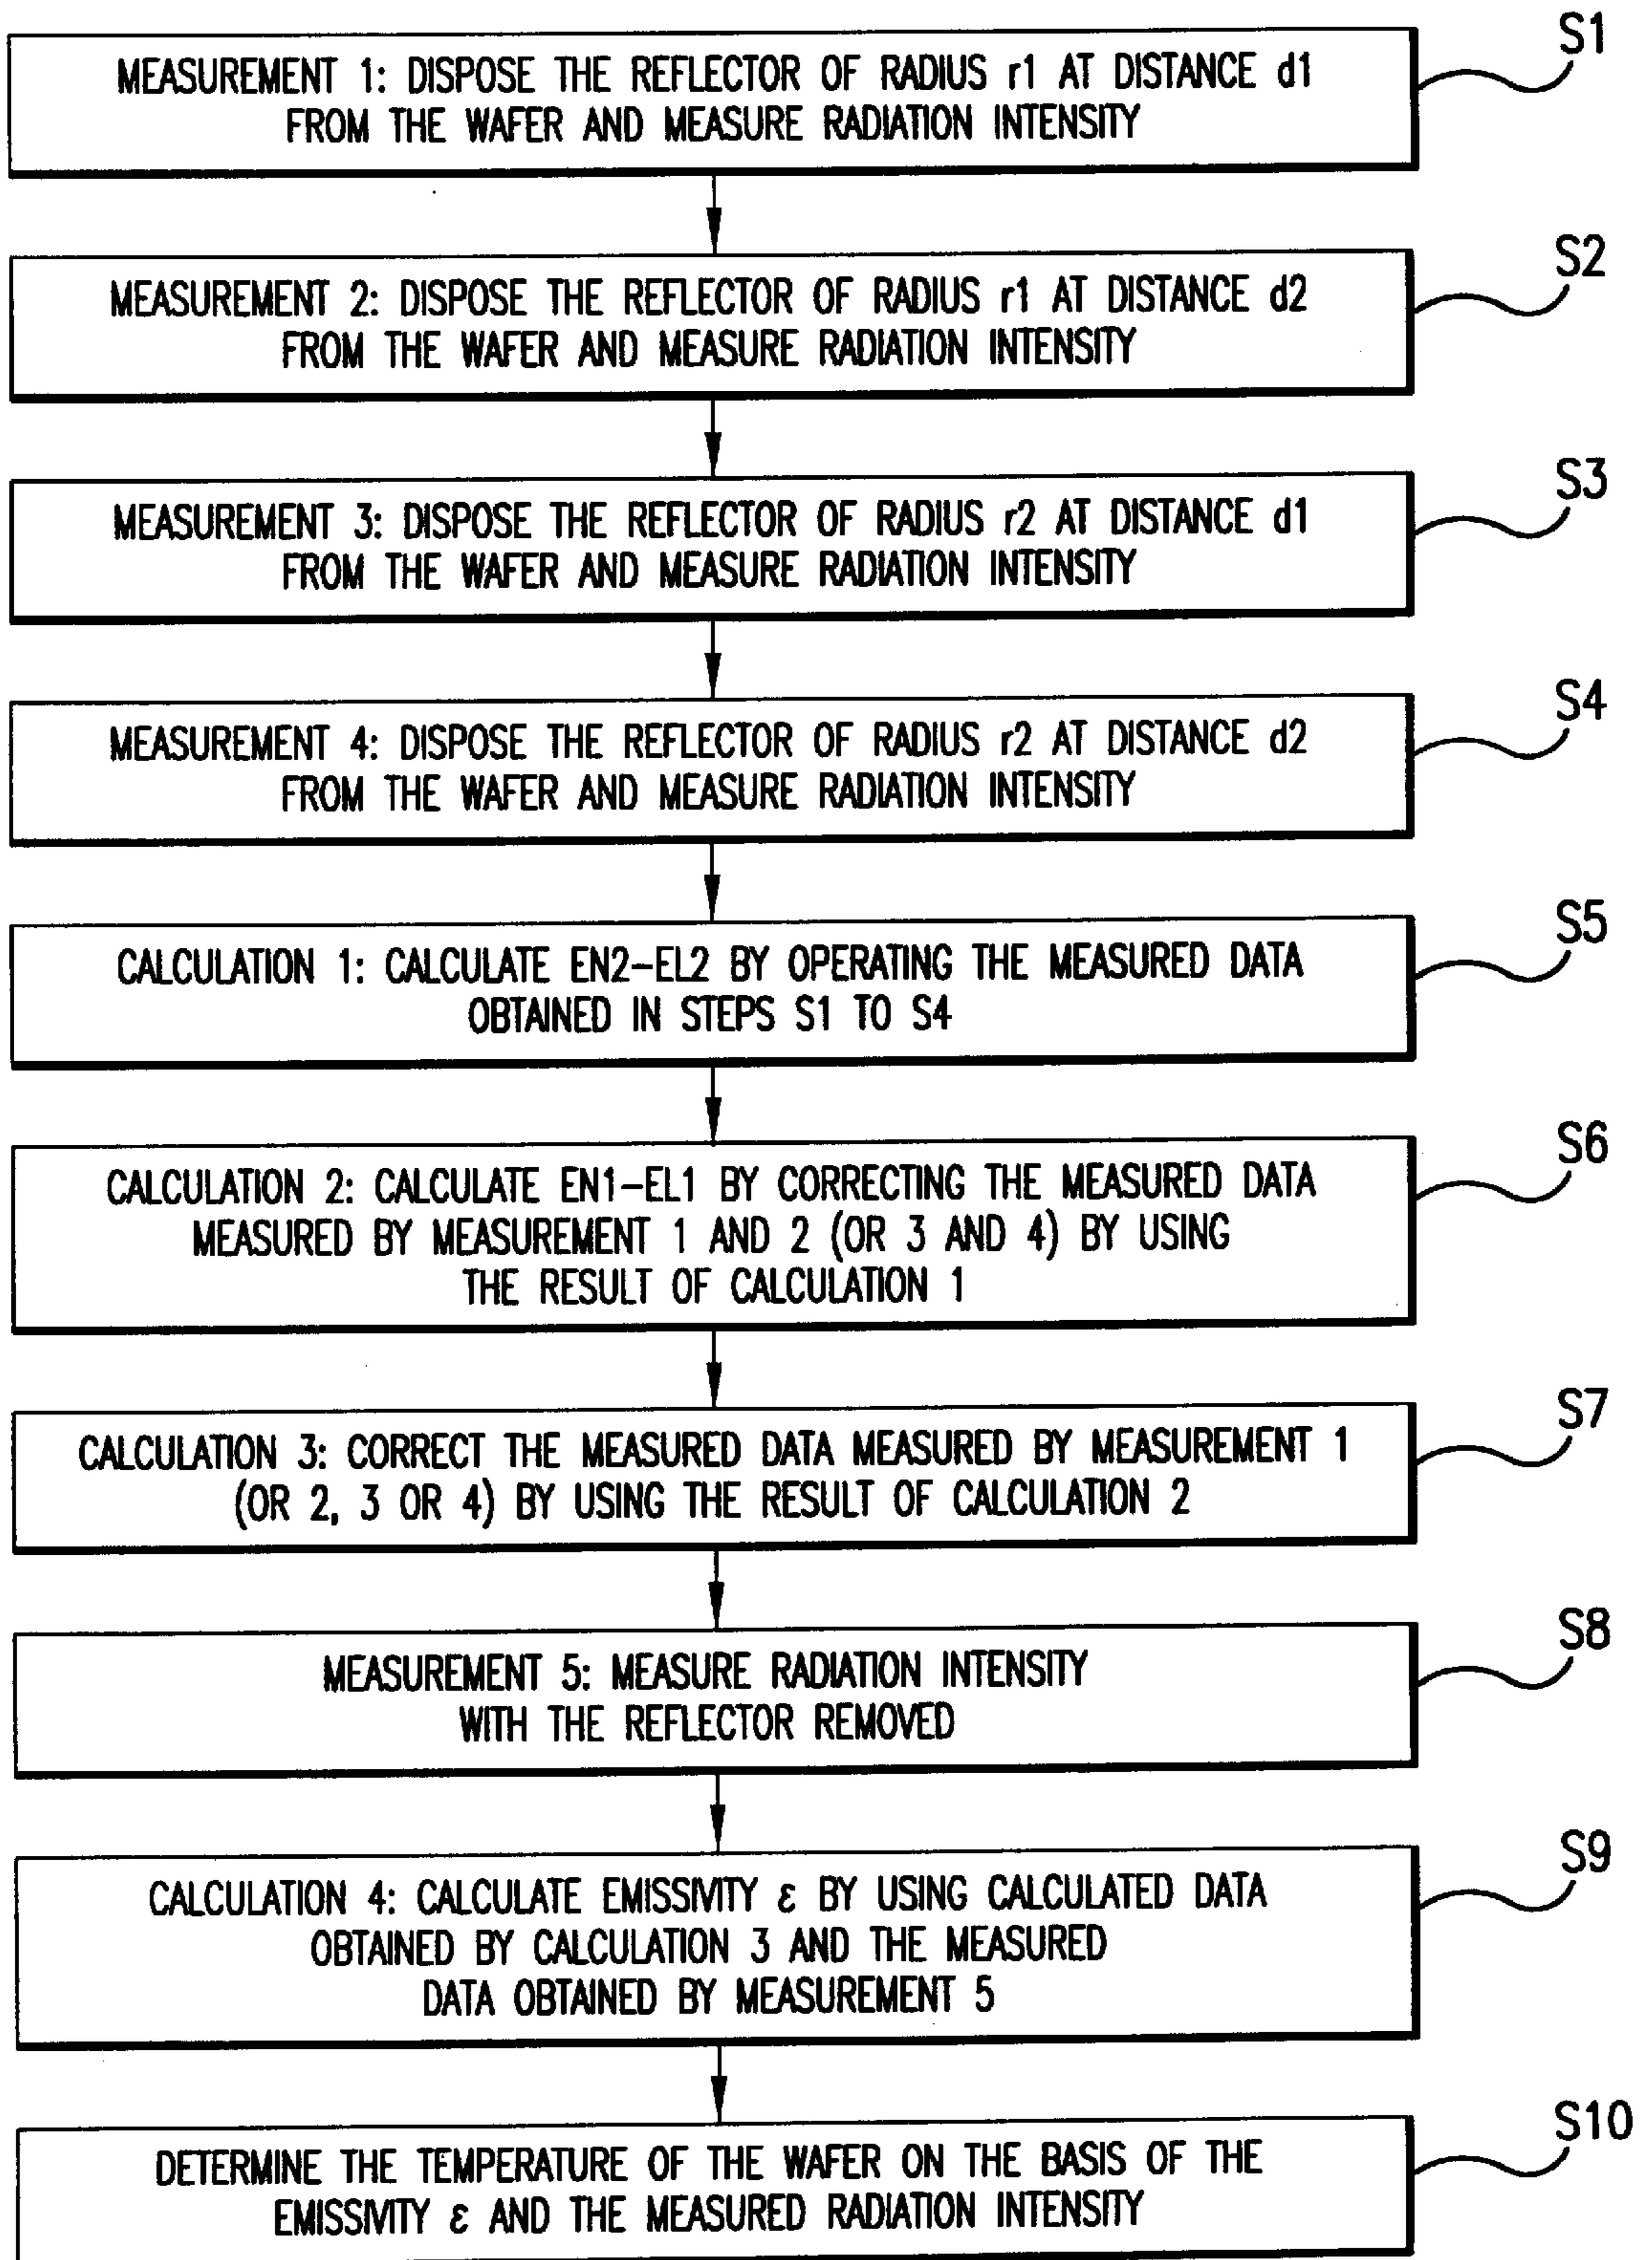 S1
MEASUREMENT 1: DISPOSE THE REFLECTOR OF RADIUS r1 AT DISTANCE d1
FROM THE WAFER AND MEASURE RADIATION INTENSITY
S2
MEASUREMENT 2: DISPOSE THE REFLECTOR OF RADIUS r1 AT DISTANCE d2
FROM THE WAFER AND MEASURE RADIATION INTENSITY
S3
MEASUREMENT 3: DISPOSE THE REFLECTOR OF RADIUS r2 AT DISTANCE d1
FROM THE WAFER AND MEASURE RADIATION INTENSITY
S4
MEASUREMENT 4: DISPOSE THE REFLECTOR OF RADIUS r2 AT DISTANCE d2
FROM THE WAFER AND MEASURE RADIATION INTENSITY
S5
CALCULATION 1: CALCULATE EN2-EL2 BY OPERATING THE MEASURED DATA
OBTAINED IN STEPS S1 TO S4
S6
CALCULATION 2: CALCULATE EN1-EL1 BY CORRECTING THE MEASURED DATA
MEASURED BY MEASUREMENT 1 AND 2 (OR 3 AND 4) BY USING
THE RESULT OF CALCULATION 1
S7
CALCULATION 3: CORRECT THE MEASURED DATA MEASURED BY MEASUREMENT 1
(OR 2, 3 OR 4) BY USING THE RESULT OF CALCULATION 2
S8
MEASUREMENT 5: MEASURE RADIATION INTENSITY
WITH THE REFLECTOR REMOVED
S9
CALCULATION 4: CALCULATE EMISSIVITY ε BY USING CALCULATED DATA
OBTAINED BY CALCULATION 3 AND THE MEASURED
DATA OBTAINED BY MEASUREMENT 5
S10
DETERMINE THE TEMPERATURE OF THE WAFER ON THE BASIS OF THE
EMISSIVITY ε AND THE MEASURED RADIATION INTENSITY